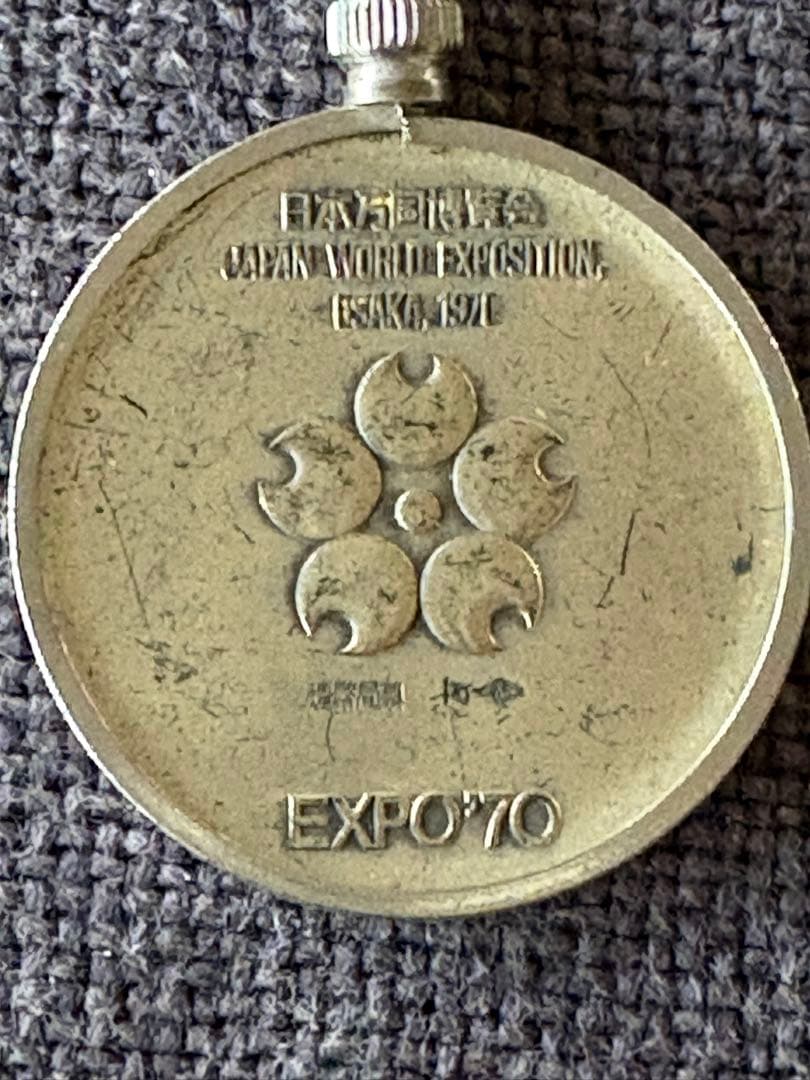 日本万国博覧会
JAPAN WORLD EXPOSITION,
OSAKA, 1970
EXPO'70